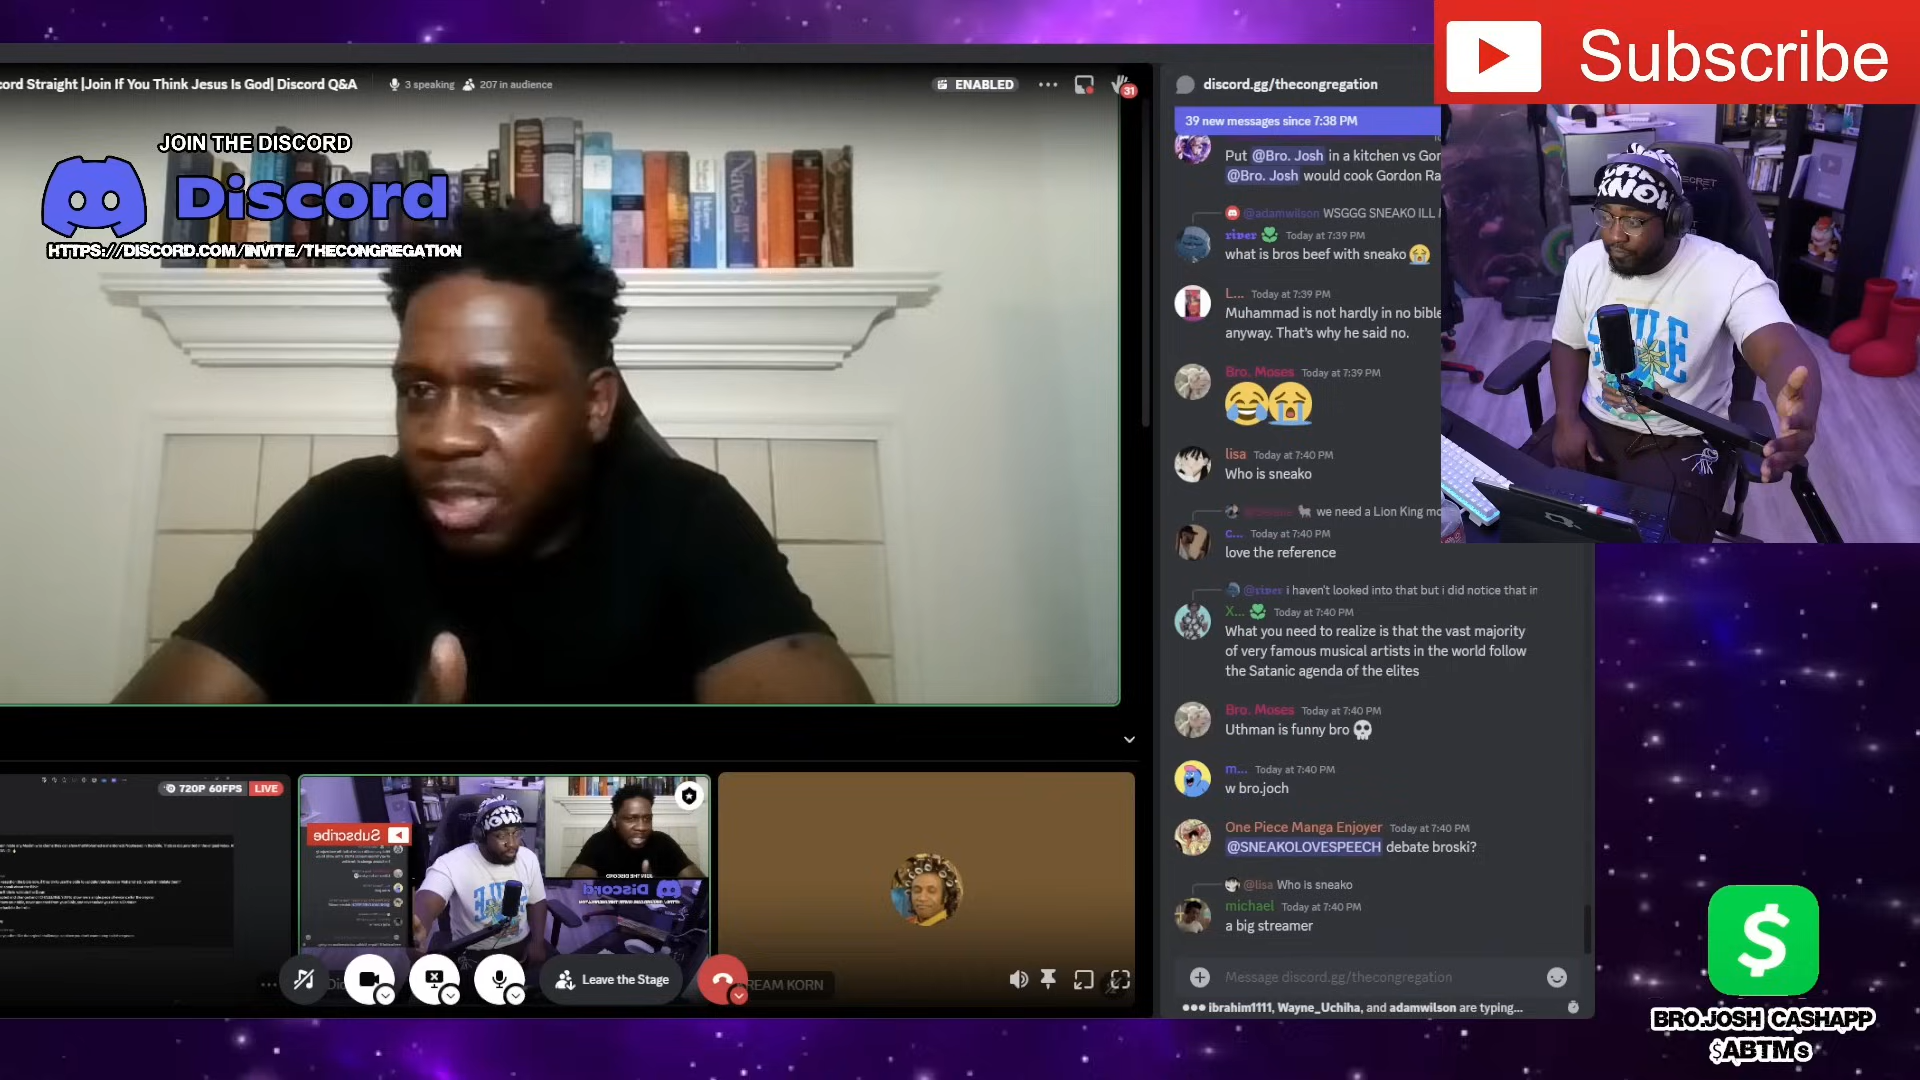 cord Straight |Join If You Think Jesus Is God| Discord Q&A
3 speaking
207 in audience
ENABLED
31
JOIN THE DISCORD
Discord
HTTPS://DISCORD.COM/INVITE/THECONGREGATION
720P 60FPS
LIVE
Subscribe
Discord
Leave the Stage
REAM KORN
discord.gg/thecongregation
39 new messages since 7:38 PM
Put @Bro. Josh in a kitchen vs Gor
@Bro. Josh would cook Gordon Ra
@adamwilson WSGGG SNEAKO ILL
river Today at 7:39 PM
what is bros beef with sneako 😭
L... Today at 7:39 PM
Muhammad is not hardly in no bible
anyway. That's why he said no.
Bro. Moses Today at 7:39 PM
😂😭
lisa Today at 7:40 PM
Who is sneako
we need a Lion King mo
c... Today at 7:40 PM
love the reference
@river i haven't looked into that but i did notice that in
X... Today at 7:40 PM
What you need to realize is that the vast majority
of very famous musical artists in the world follow
the Satanic agenda of the elites
Bro. Moses Today at 7:40 PM
Uthman is funny bro 💀
m... Today at 7:40 PM
w bro.joch
One Piece Manga Enjoyer Today at 7:40 PM
@SNEAKOLOVESPEECH debate broski?
@lisa Who is sneako
michael Today at 7:40 PM
a big streamer
Message discord.gg/thecongregation
ibrahim1111, Wayne_Uchiha, and adamwilson are typing...
Subscribe
BRO.JOSH CASHAPP
$ABTMs